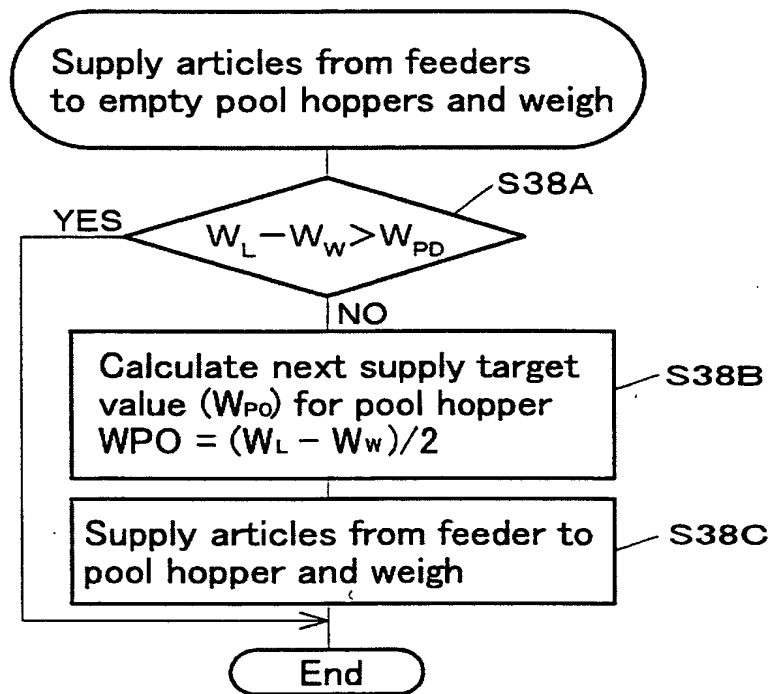 Supply articles from feeders
to empty pool hoppers and weigh
S38A
YES
W_L − W_W > W_PD
NO
Calculate next supply target
value (W_PO) for pool hopper
WPO = (W_L − W_W)/2
S38B
Supply articles from feeder to
pool hopper and weigh
S38C
End